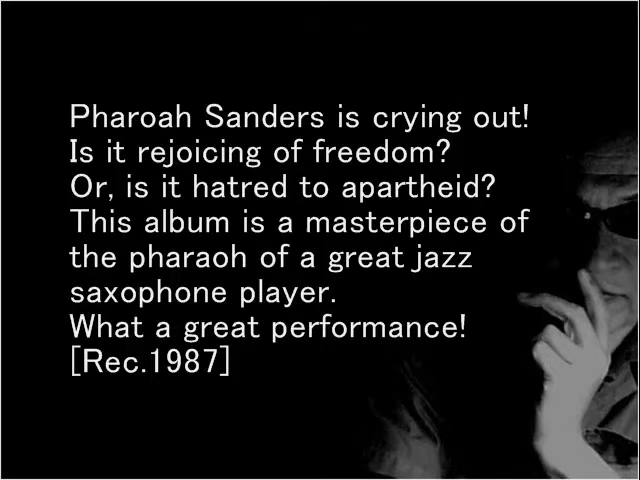 Pharoah Sanders is crying out!
Is it rejoicing of freedom?
Or, is it hatred to apartheid?
This album is a masterpiece of
the pharaoh of a great jazz
saxophone player.
What a great performance!
[Rec.1987]